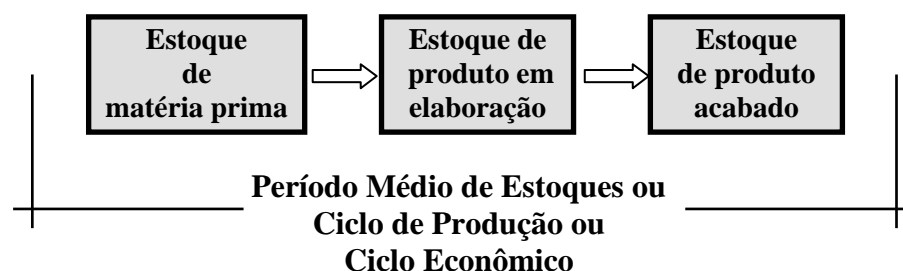 Estoque
de
matéria prima
Estoque de
produto em
elaboração
Estoque
de produto
acabado
Período Médio de Estoques ou
Ciclo de Produção ou
Ciclo Econômico